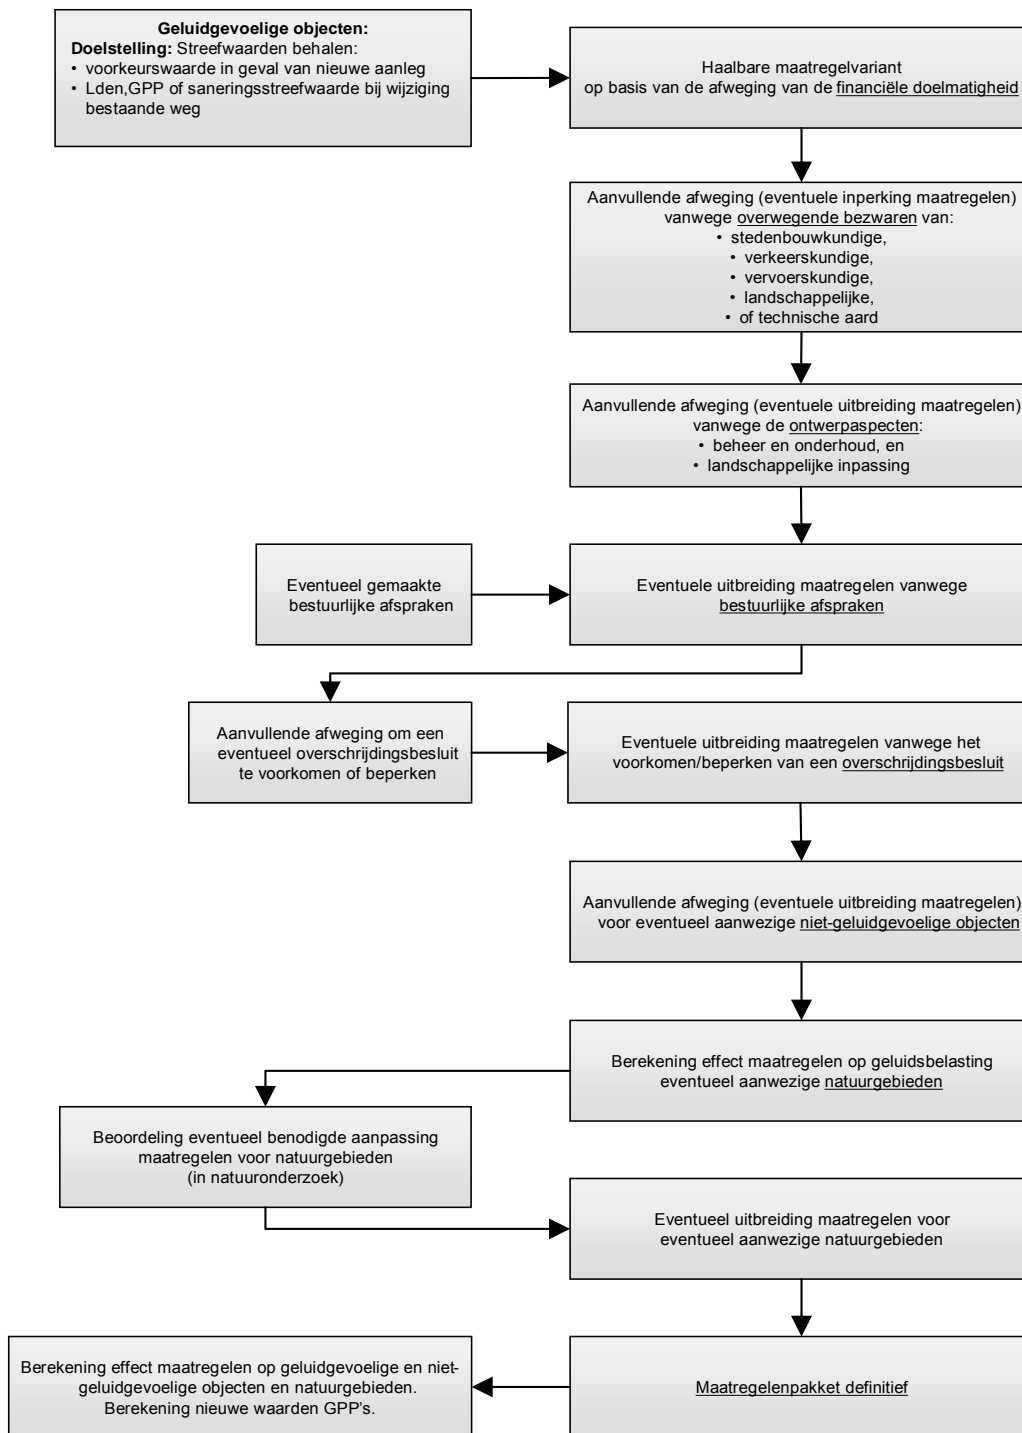 Geluidgevoelige objecten:
Doelstelling: Streefwaarden behalen:
• voorkeurswaarde in geval van nieuwe aanleg
• Lden,GPP of saneringsstreefwaarde bij wijziging
bestaande weg
Haalbare maatregelvariant
op basis van de afweging van de financiële doelmatigheid
Aanvullende afweging (eventuele inperking maatregelen)
vanwege overwegende bezwaren van:
• stedenbouwkundige,
• verkeerskundige,
• vervoerskundige,
• landschappelijke,
• of technische aard
Aanvullende afweging (eventuele uitbreiding maatregelen)
vanwege de ontwerpaspecten:
• beheer en onderhoud, en
• landschappelijke inpassing
Eventueel gemaakte
bestuurlijke afspraken
Eventuele uitbreiding maatregelen vanwege
bestuurlijke afspraken
Aanvullende afweging om een
eventueel overschrijdingsbesluit
te voorkomen of beperken
Eventuele uitbreiding maatregelen vanwege het
voorkomen/beperken van een overschrijdingsbesluit
Aanvullende afweging (eventuele uitbreiding maatregelen)
voor eventueel aanwezige niet-geluidgevoelige objecten
Berekening effect maatregelen op geluidsbelasting
eventueel aanwezige natuurgebieden
Beoordeling eventueel benodigde aanpassing
maatregelen voor natuurgebieden
(in natuuronderzoek)
Eventueel uitbreiding maatregelen voor
eventueel aanwezige natuurgebieden
Berekening effect maatregelen op geluidgevoelige en niet-
geluidgevoelige objecten en natuurgebieden.
Berekening nieuwe waarden GPP's.
Maatregelenpakket definitief